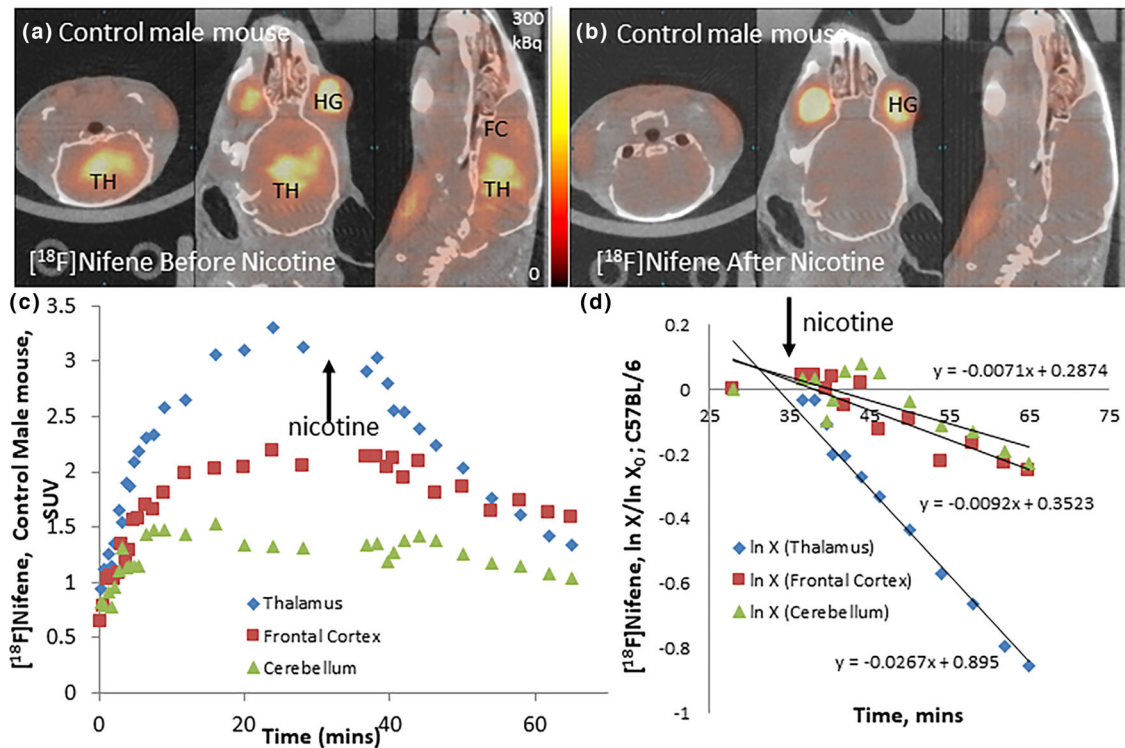 (a) Control male mouse
300
kBq
HG
FC
TH
TH
TH
0
[¹⁸F]Nifene Before Nicotine
(b) Control male mouse
HG
[¹⁸F]Nifene After Nicotine
(c)
[¹⁸F]Nifene, Control Male mouse,
SUV
3.5
3
2.5
2
1.5
1
0.5
0
nicotine
Thalamus
Frontal Cortex
Cerebellum
0 20 40 60
Time (mins)
(d)
nicotine
[¹⁸F]Nifene, ln X/ln X₀; C57BL/6
0.2
0
-0.2
-0.4
-0.6
-0.8
-1
25 35 45 55 65 75
y = -0.0071x + 0.2874
y = -0.0092x + 0.3523
ln X (Thalamus)
ln X (Frontal Cortex)
ln X (Cerebellum)
y = -0.0267x + 0.895
Time, mins